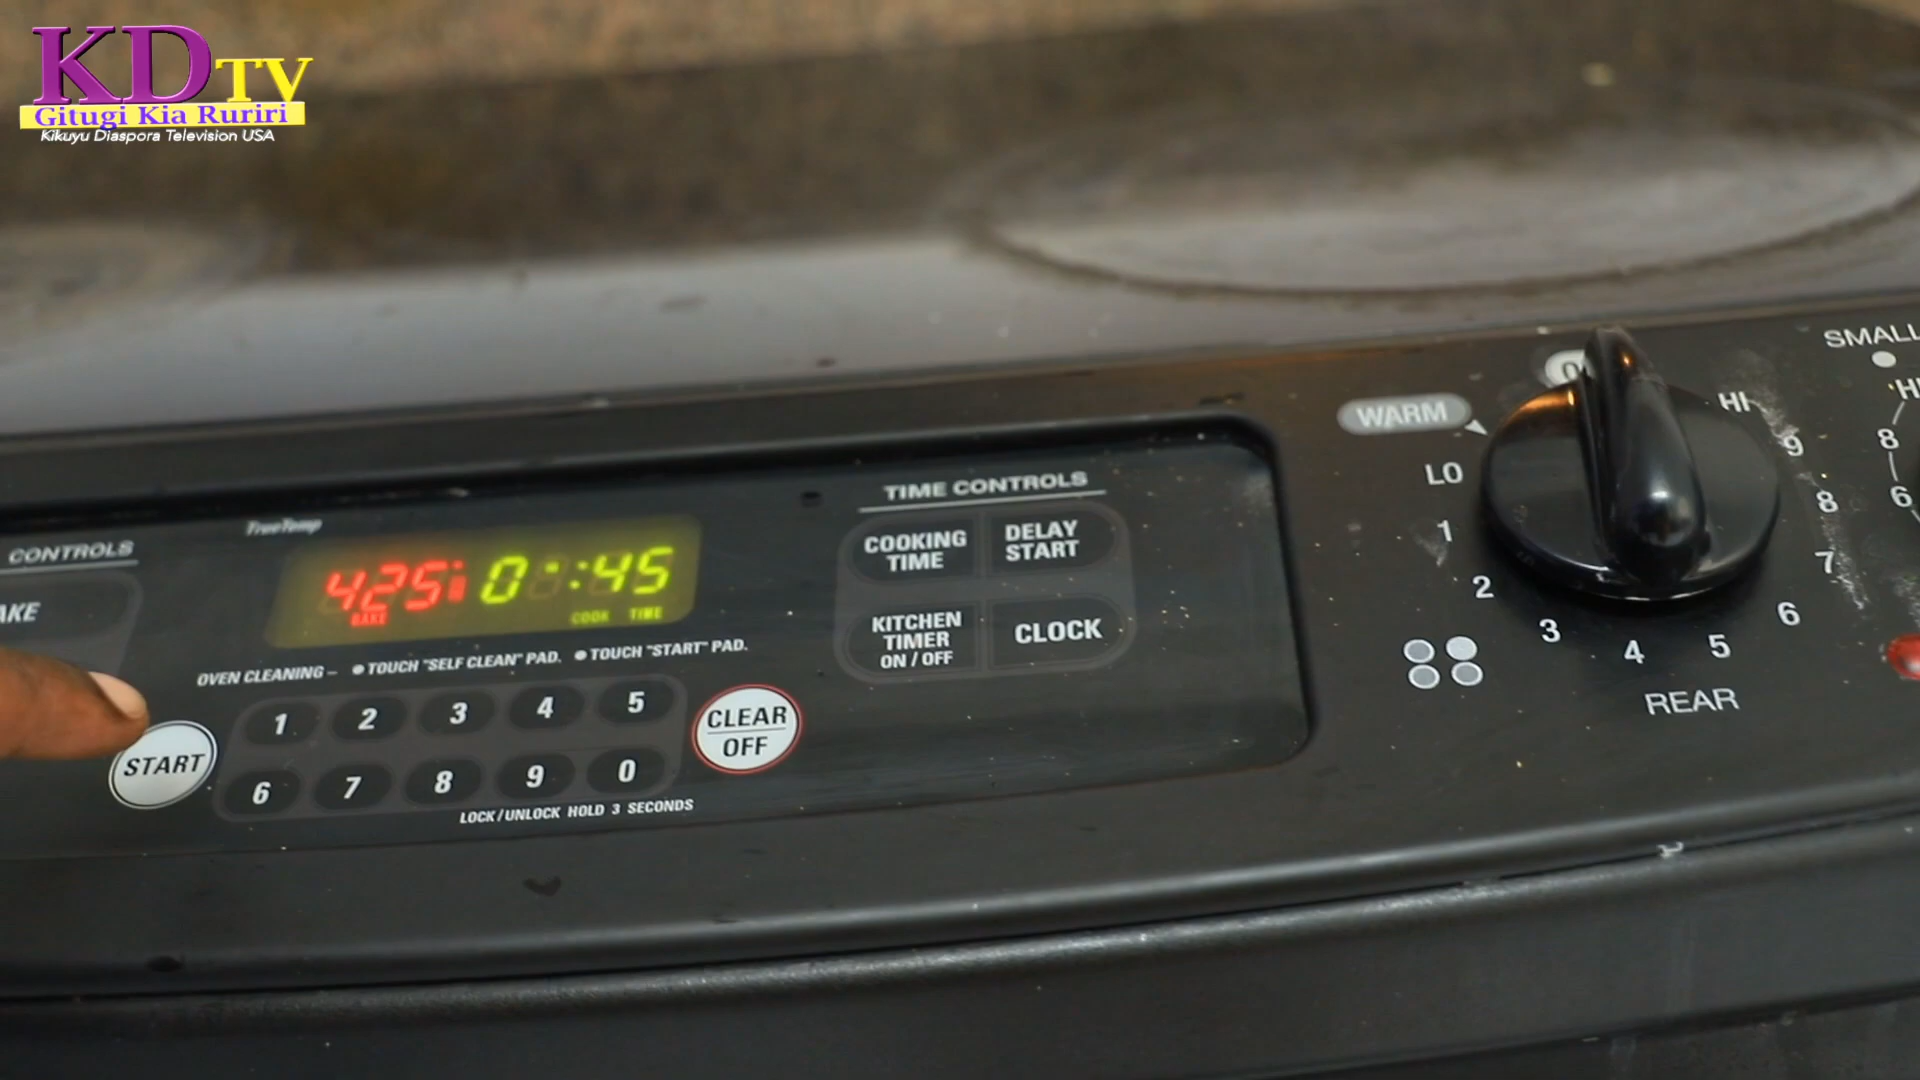 KDTV
Gitugi Kia Ruriri
Kikuyu Diaspora Television USA
CONTROLS
TrueTemp
425 0:45
BAKE COOK TIME
OVEN CLEANING – ● TOUCH "SELF CLEAN" PAD. ● TOUCH "START" PAD.
START
1 2 3 4 5
6 7 8 9 0
LOCK/UNLOCK HOLD 3 SECONDS
CLEAR
OFF
TIME CONTROLS
COOKING TIME
DELAY START
KITCHEN TIMER ON / OFF
CLOCK
WARM
LO
1
2
3
4
5
6
7
8
9
HI
REAR
SMALL
8
6